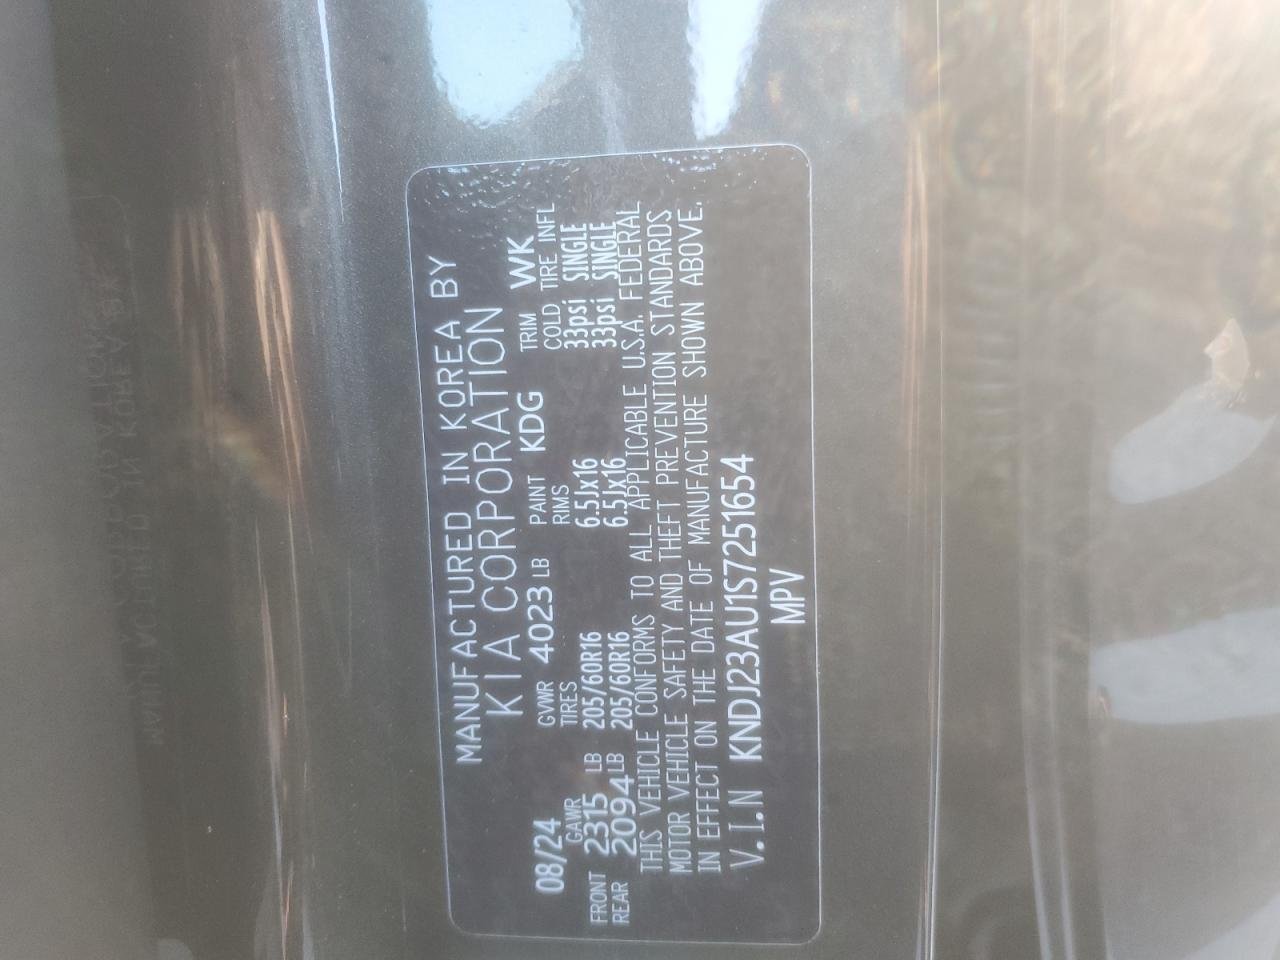 MANUFACTURED IN KOREA BY
KIA CORPORATION
08/24 GVWR 4023 LB PAINT KDG TRIM WK
GAWR TIRES RIMS COLD TIRE INFL
FRONT 2315 LB 205/60R16 6.5Jx16 33psi SINGLE
REAR 2094 LB 205/60R16 6.5Jx16 33psi SINGLE
THIS VEHICLE CONFORMS TO ALL APPLICABLE U.S.A. FEDERAL
MOTOR VEHICLE SAFETY AND THEFT PREVENTION STANDARDS
IN EFFECT ON THE DATE OF MANUFACTURE SHOWN ABOVE.
V.I.N KNDJ23AU1S7251654
MPV